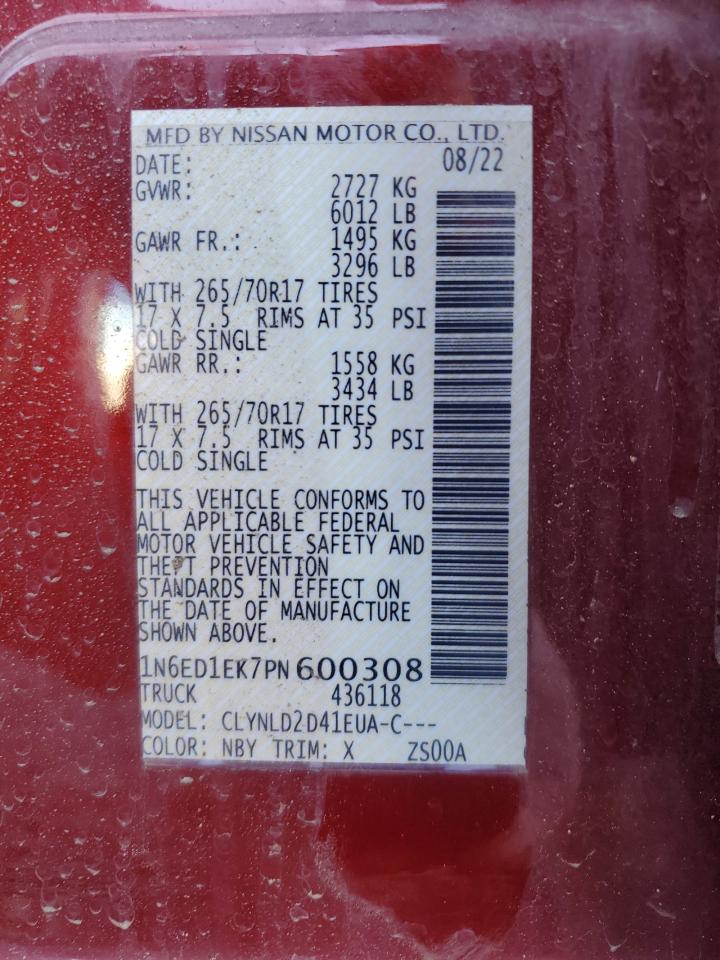 MFD BY NISSAN MOTOR CO., LTD.
DATE: 08/22
GVWR: 2727 KG
6012 LB
GAWR FR.: 1495 KG
3296 LB
WITH 265/70R17 TIRES
17 X 7.5 RIMS AT 35 PSI
COLD SINGLE
GAWR RR.: 1558 KG
3434 LB
WITH 265/70R17 TIRES
17 X 7.5 RIMS AT 35 PSI
COLD SINGLE
THIS VEHICLE CONFORMS TO
ALL APPLICABLE FEDERAL
MOTOR VEHICLE SAFETY AND
THEFT PREVENTION
STANDARDS IN EFFECT ON
THE DATE OF MANUFACTURE
SHOWN ABOVE.
1N6ED1EK7PN600308
TRUCK 436118
MODEL: CLYNLD2D41EUA-C---
COLOR: NBY TRIM: X ZS00A